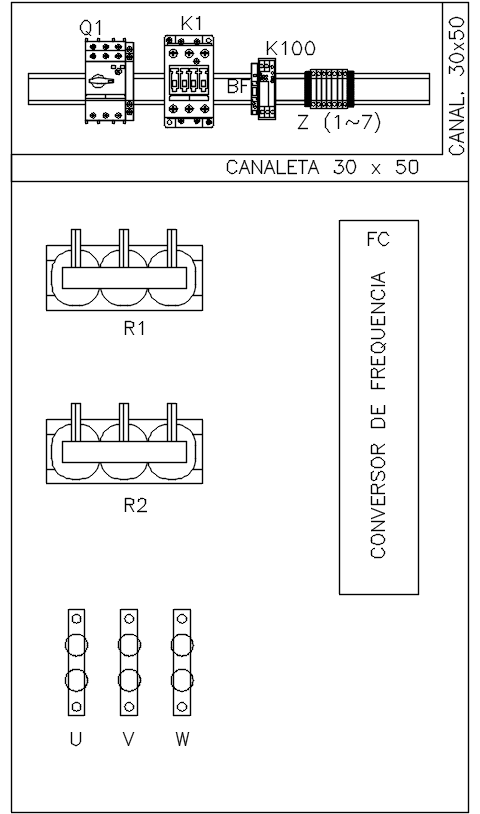 Q1
K1
K100
BF
Z (1~7)
CANAL. 30x50
CANALETA 30 x 50
FC
CONVERSOR DE FREQUENCIA
R1
R2
U V W